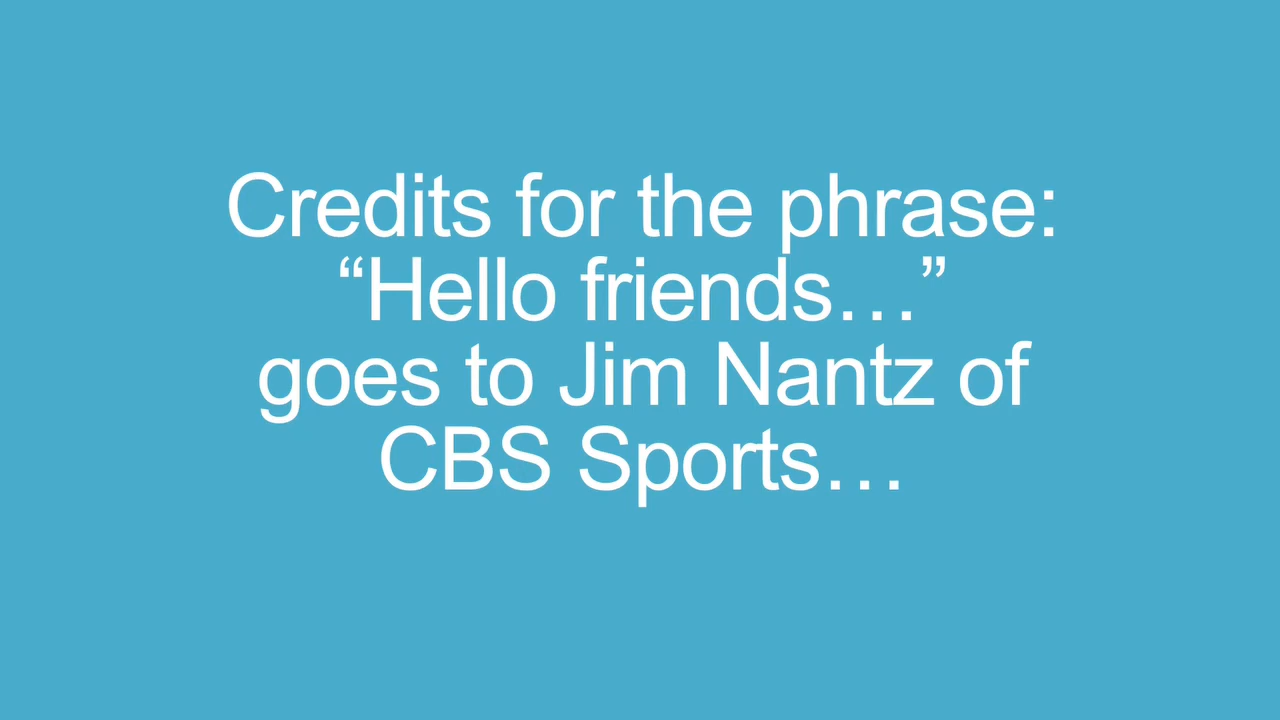 Credits for the phrase:
“Hello friends…”
goes to Jim Nantz of
CBS Sports…